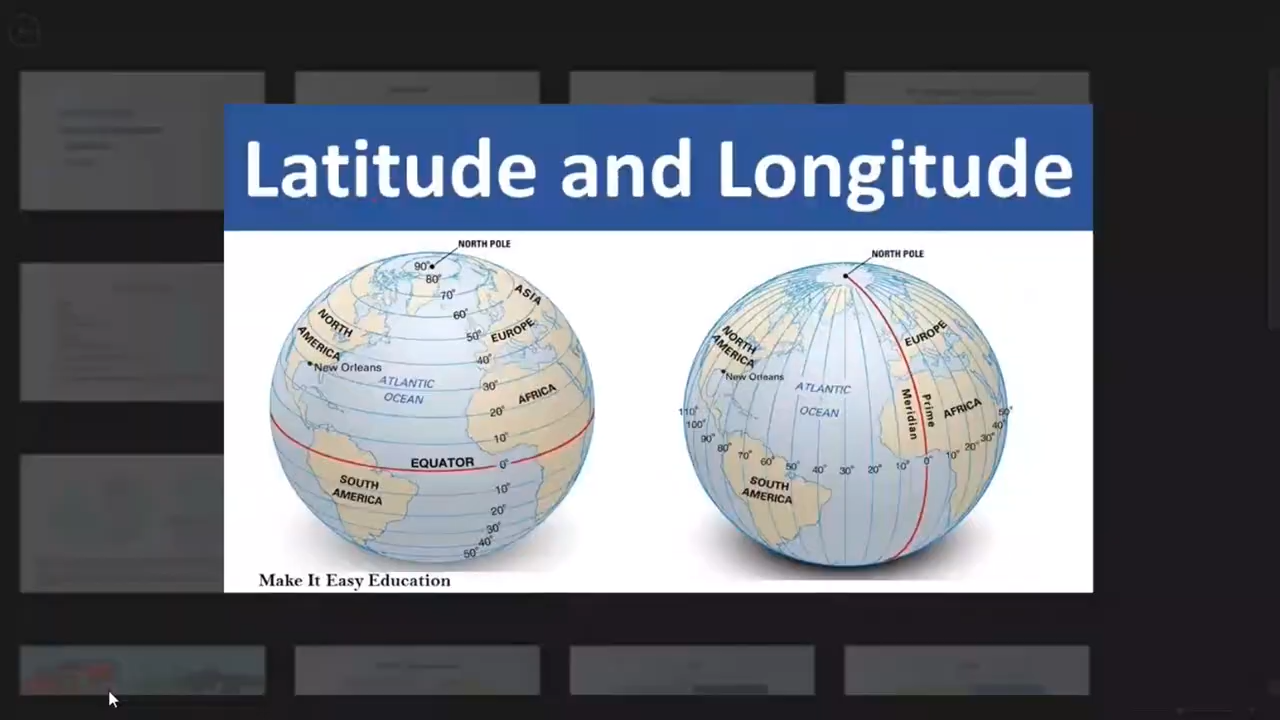 Latitude and Longitude
NORTH POLE
90°
80°
70°
60°
50°
40°
30°
20°
10°
0°
10°
20°
30°
40°
50°
ASIA
EUROPE
NORTH
AMERICA
New Orleans
ATLANTIC
OCEAN
AFRICA
EQUATOR
SOUTH
AMERICA
Make It Easy Education
NORTH POLE
NORTH
AMERICA
New Orleans
EUROPE
ATLANTIC
OCEAN
Prime
Meridian
AFRICA
SOUTH
AMERICA
110°
100°
90°
80°
70°
60°
50°
40°
30°
20°
10°
0°
10°
20°
30°
40°
50°